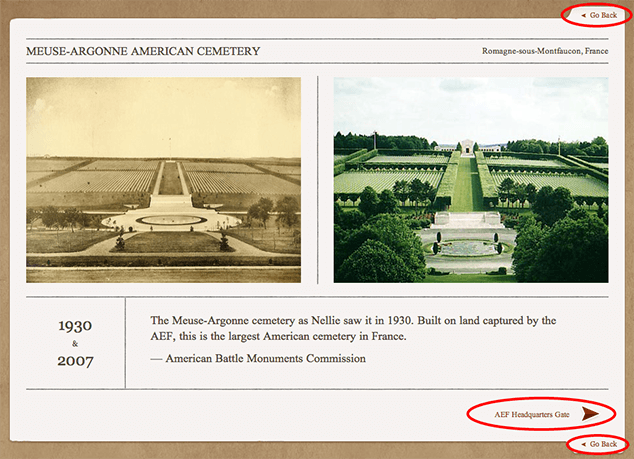 Go Back
MEUSE-ARGONNE AMERICAN CEMETERY
Romagne-sous-Montfaucon, France
1930
&
2007
The Meuse-Argonne cemetery as Nellie saw it in 1930. Built on land captured by the
AEF, this is the largest American cemetery in France.
— American Battle Monuments Commission
AEF Headquarters Gate
Go Back